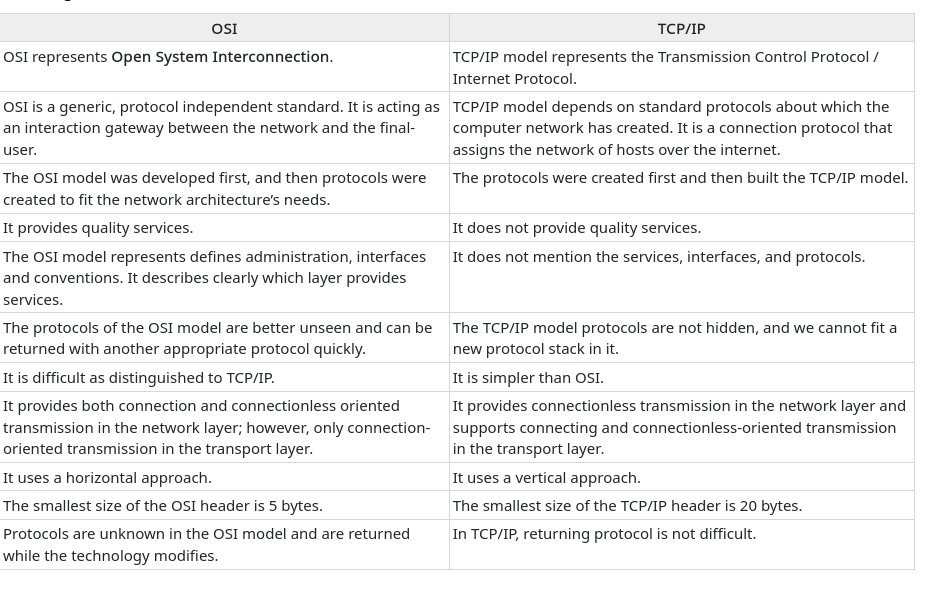 OSI
TCP/IP
OSI represents Open System Interconnection.
TCP/IP model represents the Transmission Control Protocol /
Internet Protocol.
OSI is a generic, protocol independent standard. It is acting as
an interaction gateway between the network and the final-
user.
TCP/IP model depends on standard protocols about which the
computer network has created. It is a connection protocol that
assigns the network of hosts over the internet.
The OSI model was developed first, and then protocols were
created to fit the network architecture’s needs.
The protocols were created first and then built the TCP/IP model.
It provides quality services.
It does not provide quality services.
The OSI model represents defines administration, interfaces
and conventions. It describes clearly which layer provides
services.
It does not mention the services, interfaces, and protocols.
The protocols of the OSI model are better unseen and can be
returned with another appropriate protocol quickly.
The TCP/IP model protocols are not hidden, and we cannot fit a
new protocol stack in it.
It is difficult as distinguished to TCP/IP.
It is simpler than OSI.
It provides both connection and connectionless oriented
transmission in the network layer; however, only connection-
oriented transmission in the transport layer.
It provides connectionless transmission in the network layer and
supports connecting and connectionless-oriented transmission
in the transport layer.
It uses a horizontal approach.
It uses a vertical approach.
The smallest size of the OSI header is 5 bytes.
The smallest size of the TCP/IP header is 20 bytes.
Protocols are unknown in the OSI model and are returned
while the technology modifies.
In TCP/IP, returning protocol is not difficult.